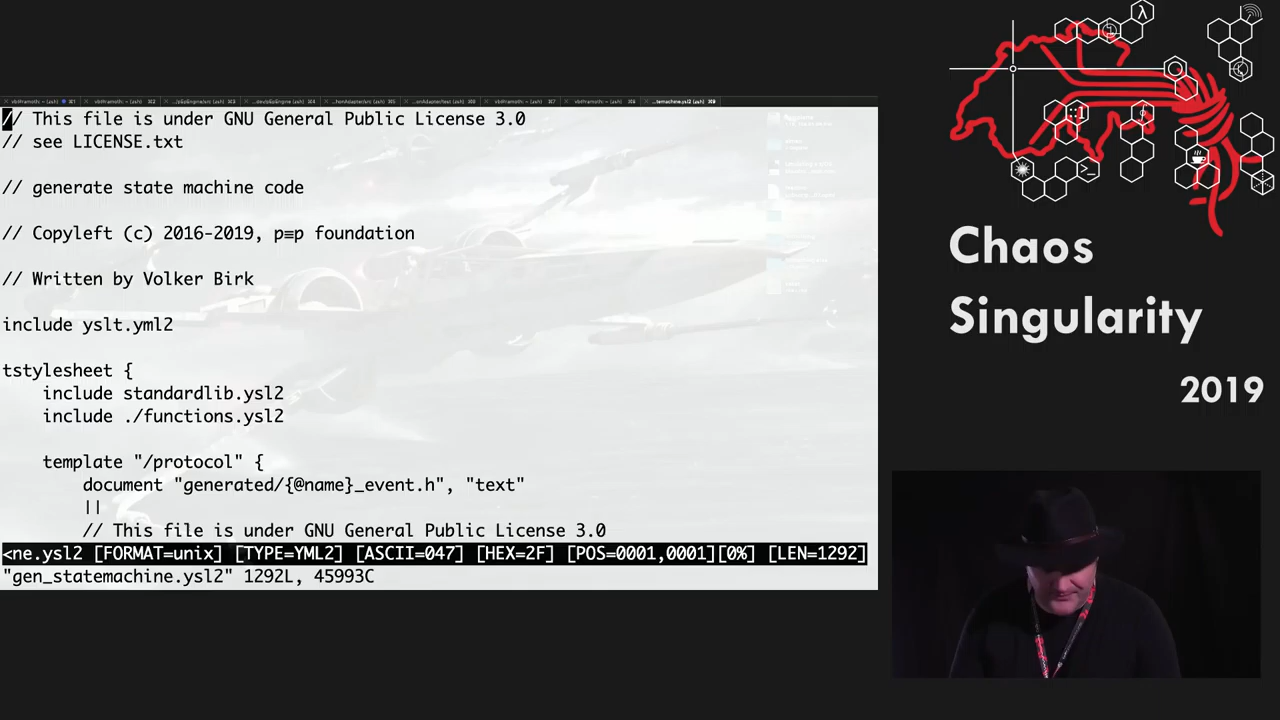 // This file is under GNU General Public License 3.0
// see LICENSE.txt
// generate state machine code
// Copyleft (c) 2016-2019, p≡p foundation
// Written by Volker Birk
include yslt.yml2
tstylesheet {
include standardlib.ysl2
include ./functions.ysl2
template "/protocol" {
document "generated/{@name}_event.h", "text"
||
// This file is under GNU General Public License 3.0
<ne.ysl2 [FORMAT=unix] [TYPE=YML2] [ASCII=047] [HEX=2F] [POS=0001,0001][0%] [LEN=1292]
"gen_statemachine.ysl2" 1292L, 45993C
λ
>_
Chaos
Singularity
2019